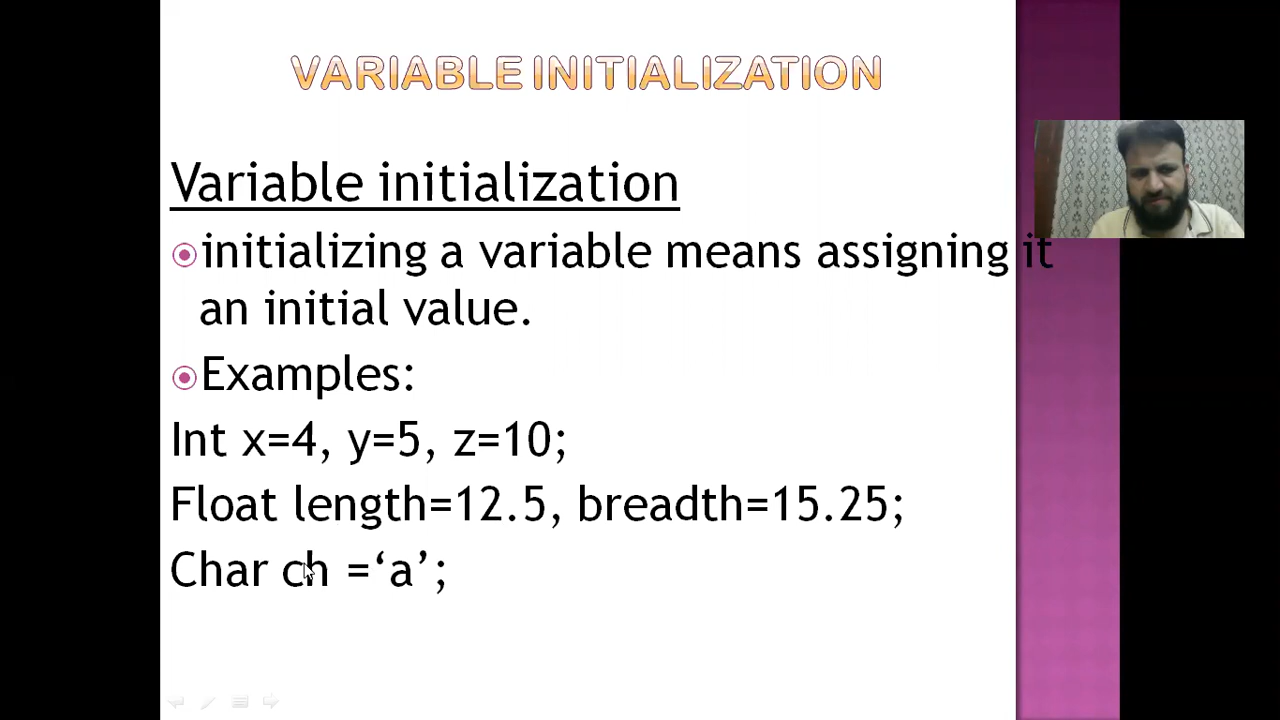 VARIABLE INITIALIZATION
Variable initialization
initializing a variable means assigning it
an initial value.
Examples:
Int x=4, y=5, z=10;
Float length=12.5, breadth=15.25;
Char ch =‘a’;